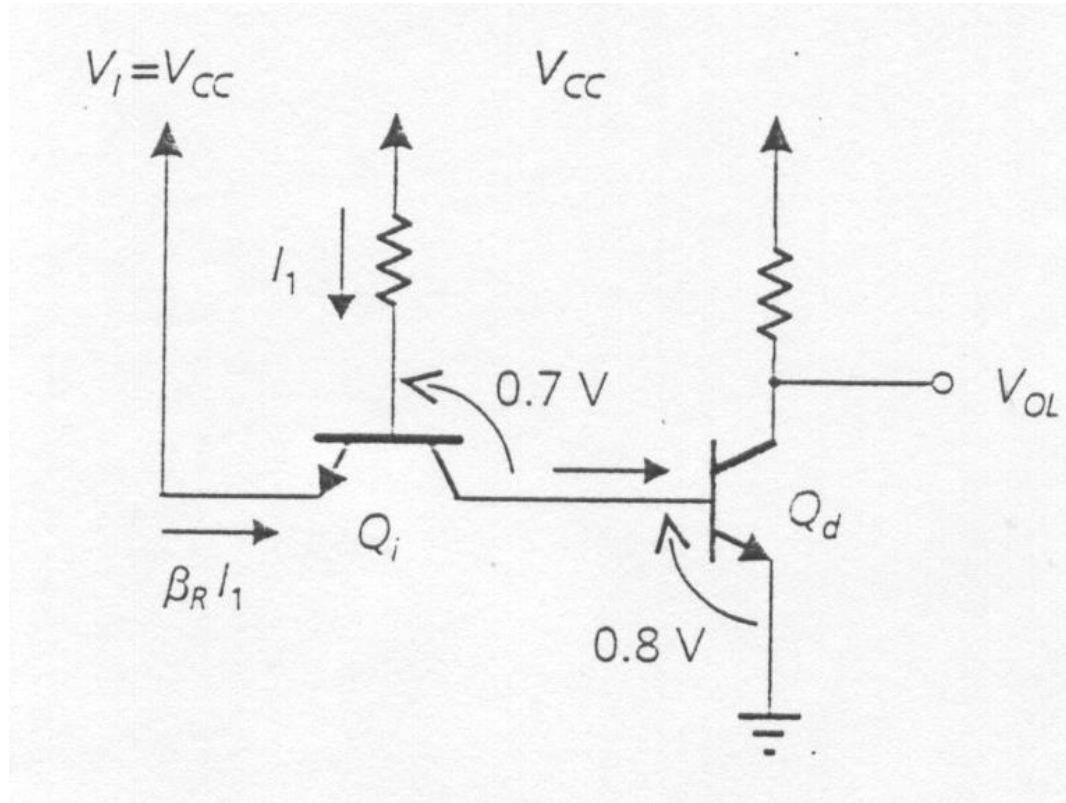 V_I = V_CC
V_CC
I_1
0.7 V
V_OL
Q_i
Q_d
β_R I_1
0.8 V